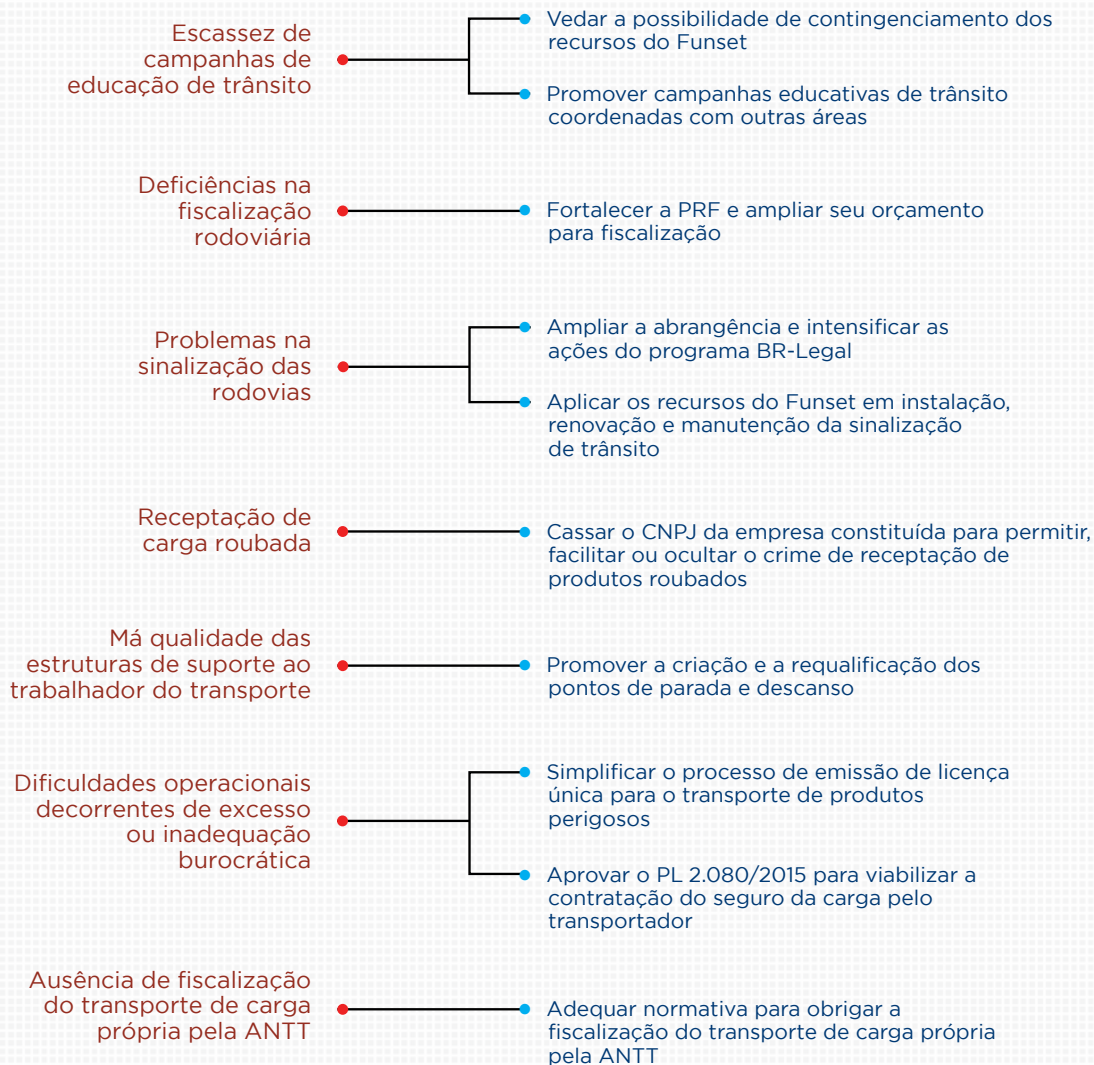 Escassez de
campanhas de
educação de trânsito
Vedar a possibilidade de contingenciamento dos
recursos do Funset
Promover campanhas educativas de trânsito
coordenadas com outras áreas
Deficiências na
fiscalização
rodoviária
Fortalecer a PRF e ampliar seu orçamento
para fiscalização
Problemas na
sinalização das
rodovias
Ampliar a abrangência e intensificar as
ações do programa BR-Legal
Aplicar os recursos do Funset em instalação,
renovação e manutenção da sinalização
de trânsito
Receptação de
carga roubada
Cassar o CNPJ da empresa constituída para permitir,
facilitar ou ocultar o crime de receptação de
produtos roubados
Má qualidade das
estruturas de suporte ao
trabalhador do transporte
Promover a criação e a requalificação dos
pontos de parada e descanso
Dificuldades operacionais
decorrentes de excesso
ou inadequação
burocrática
Simplificar o processo de emissão de licença
única para o transporte de produtos
perigosos
Aprovar o PL 2.080/2015 para viabilizar a
contratação do seguro da carga pelo
transportador
Ausência de fiscalização
do transporte de carga
própria pela ANTT
Adequar normativa para obrigar a
fiscalização do transporte de carga própria
pela ANTT